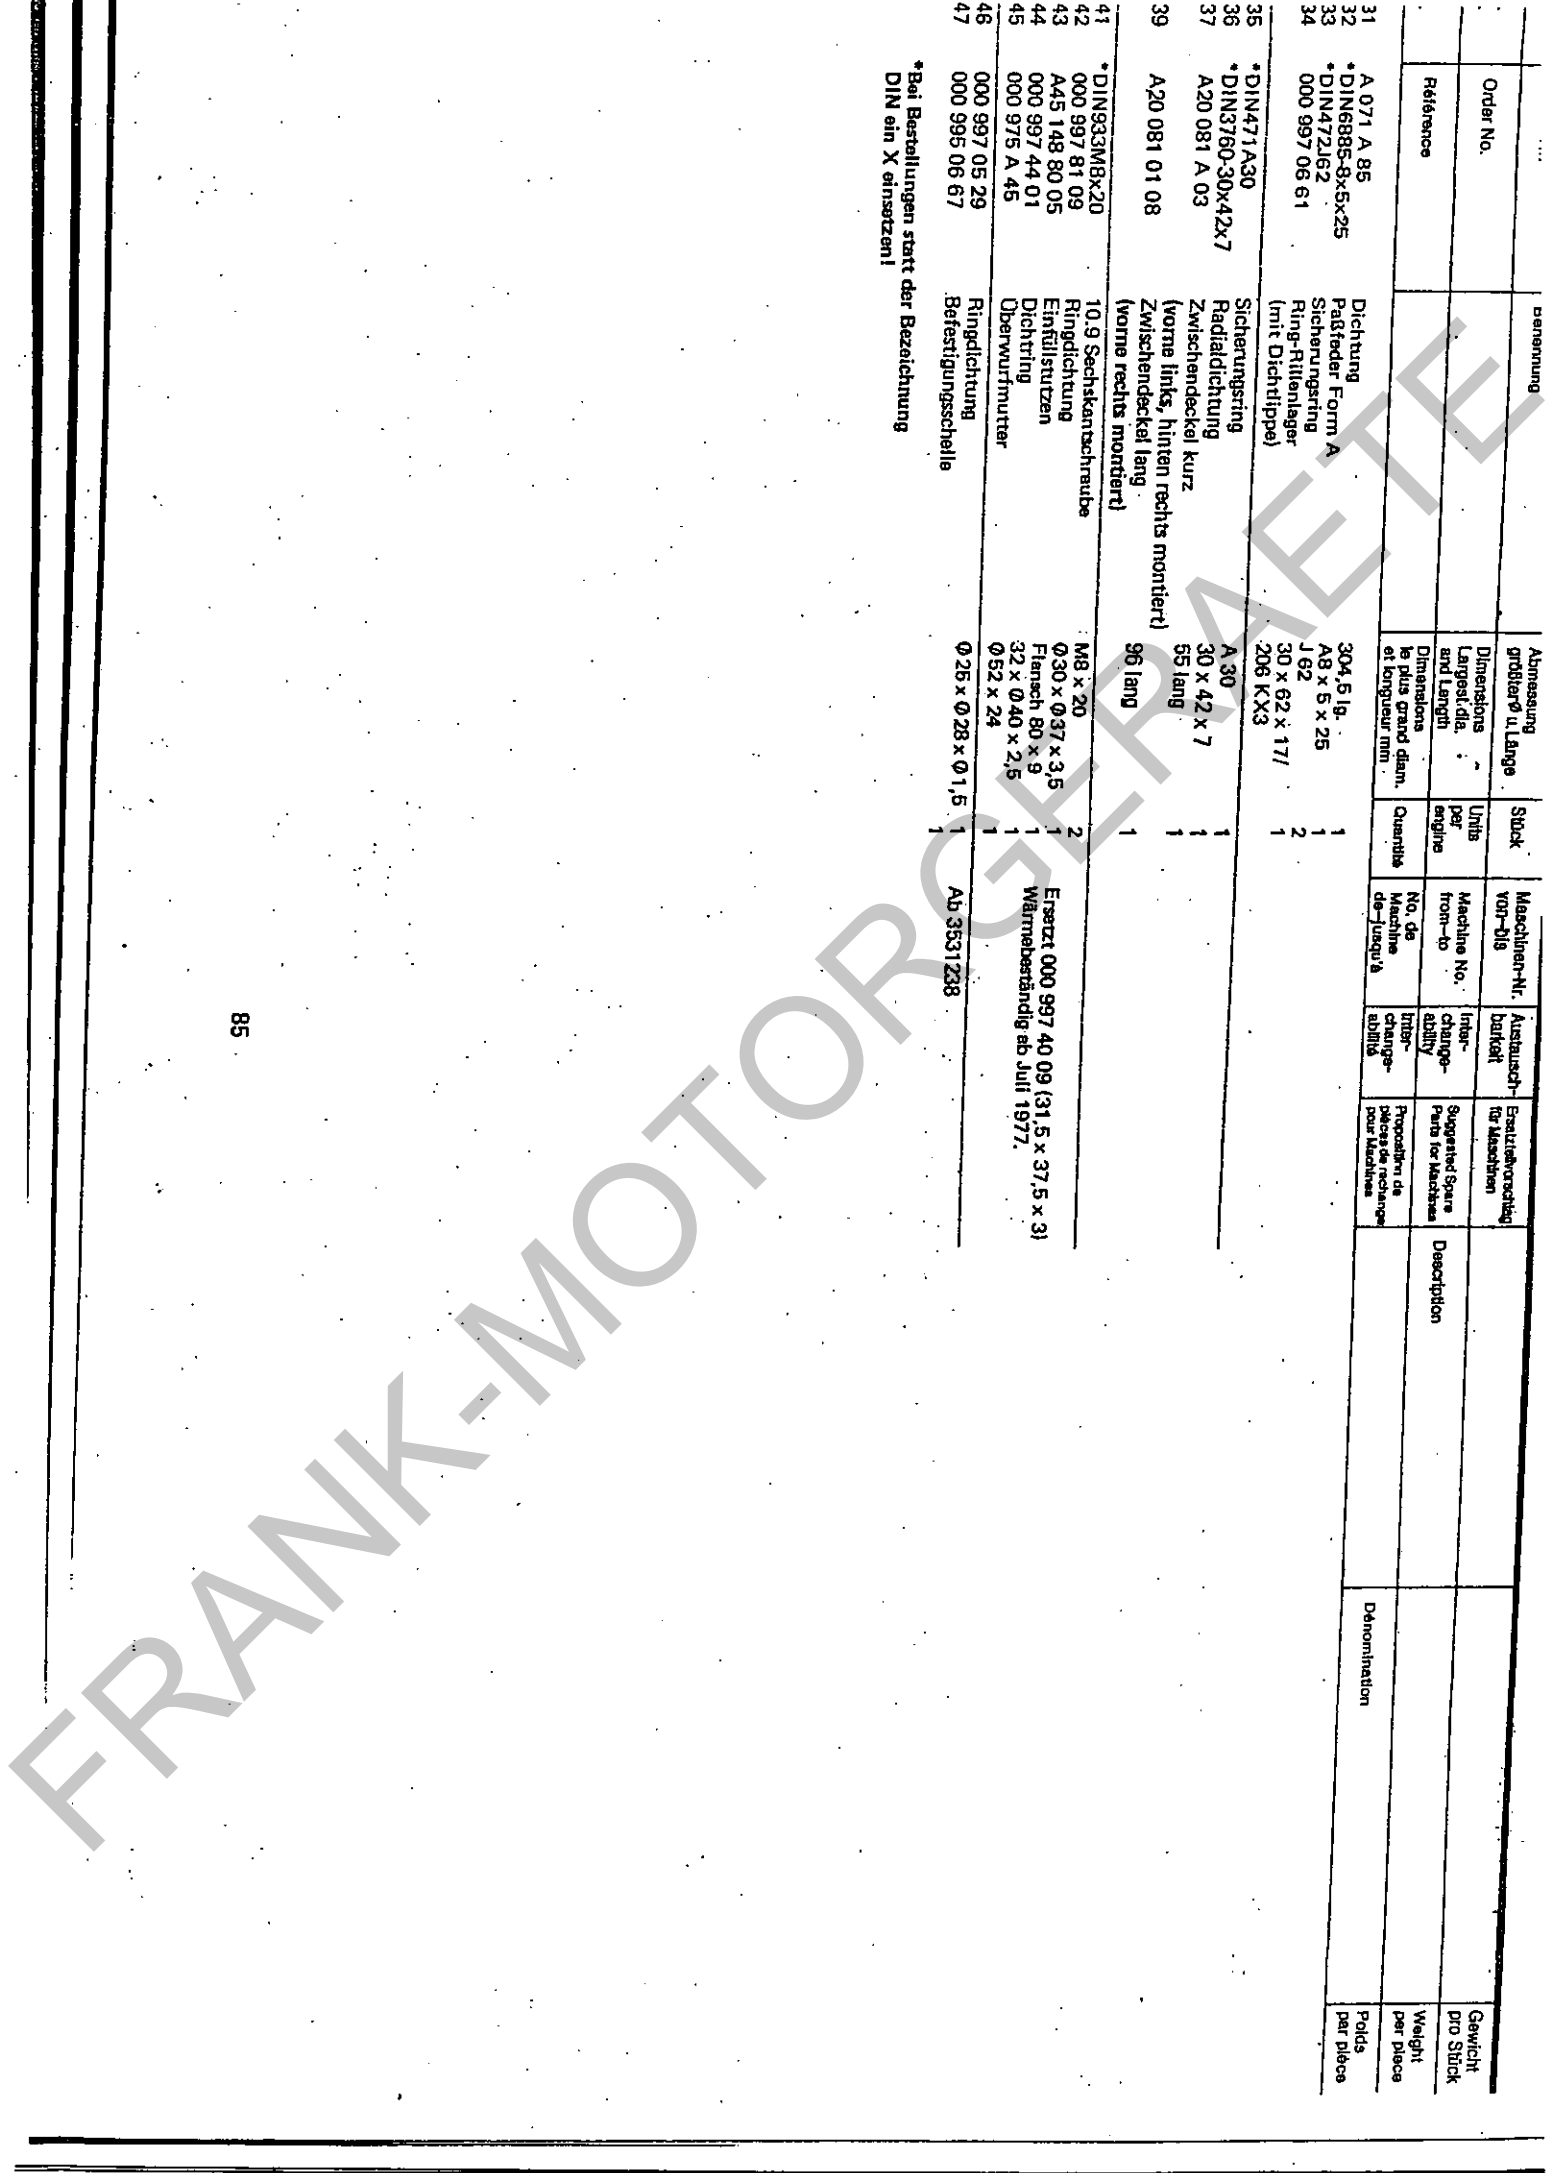 Benennung
Abmessung größterØ u.Länge
Stück
Maschinen-Nr. von–bis
Austausch-barkeit
Ersatzteilvorschlag für Maschinen
Gewicht pro Stück
Order No.
Dimensions Largest.dia. and Length
Units per engine
Machine No. from–to
Inter-change-ability
Suggested Spare Parts for Machines
Description
Weight per piece
Référence
Dimensions le plus grand diam. et longueur mm
Quantité
No. de Machine de–jusqu'à
Inter-change-abilité
Proposition de pièces de rechange pour Machines
Dénomination
Poids par pièce
31 A 071 A 85 Dichtung 304,5 lg. 1
32 *DIN6885-8x5x25 Paßfeder Form A A8 x 5 x 25 1
33 *DIN472J62 Sicherungsring J 62 2
34 000 997 06 61 Ring-Rillenlager 30 x 62 x 17/ 1
(mit Dichtlippe) 206 KX3
35 *DIN471A30 Sicherungsring A 30 1
36 *DIN3760-30x42x7 Radialdichtung 30 x 42 x 7 1
37 A20 081 A 03 Zwischendeckel kurz 55 lang 1
(vorne links, hinten rechts montiert)
39 A20 081 01 08 Zwischendeckel lang 96 lang 1
(vorne rechts montiert)
41 *DIN933M8x20 10.9 Sechskantschraube M8 x 20 2
42 000 997 81 09 Ringdichtung Ø30 x Ø37 x 3,5 1 Ersetzt 000 997 40 09 (31,5 x 37,5 x 3)
43 A45 148 80 05 Einfüllstutzen Flansch 80 x 9 1 Wärmebeständig ab Juli 1977.
44 000 997 44 01 Dichtring 32 x Ø40 x 2,5 1
45 000 975 A 45 Überwurfmutter Ø52 x 24 1
46 000 997 05 29 Ringdichtung Ø25 x Ø28 x Ø1,5 1 Ab 3531238
47 000 995 06 67 Befestigungsschelle 1
*Bei Bestellungen statt der Bezeichnung
DIN ein X einsetzen!
85
FRANK-MOTORGERAETE